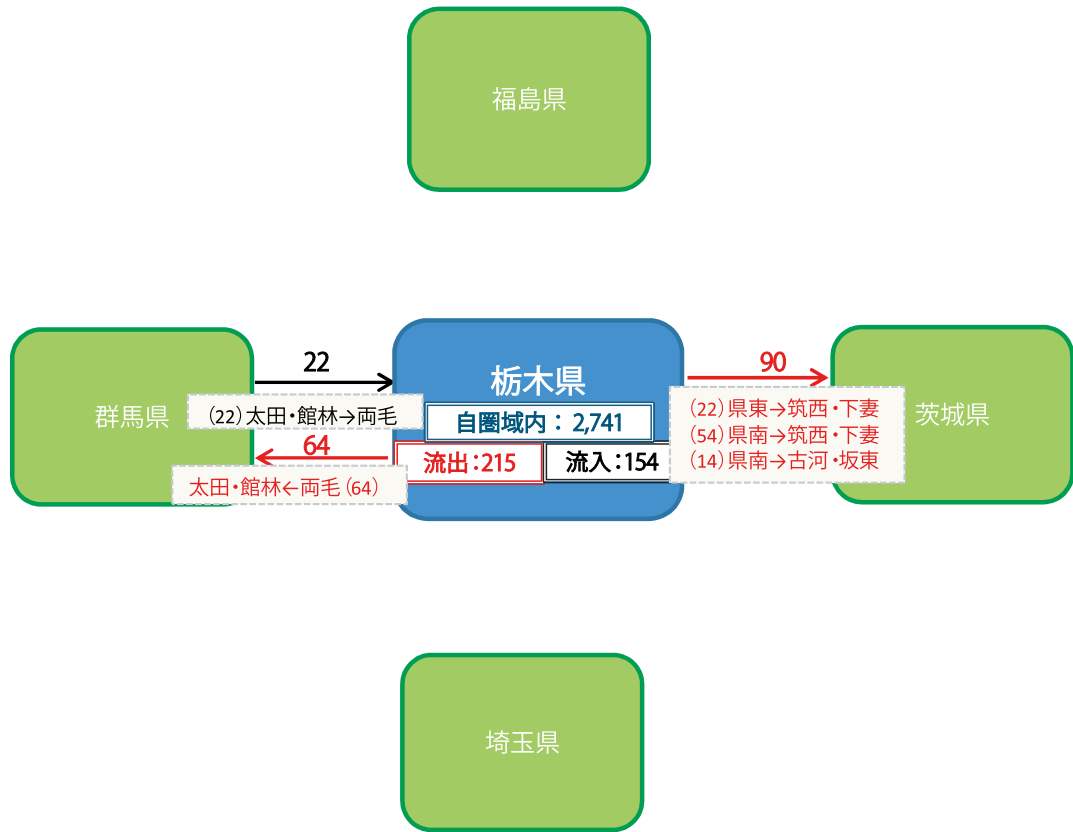 福島県
22
栃木県
90
群馬県
(22)太田・館林→両毛
自圏域内： 2,741
(22)県東→筑西・下妻
(54)県南→筑西・下妻
(14)県南→古河・坂東
茨城県
64
流出：215
流入：154
太田・館林←両毛(64)
埼玉県